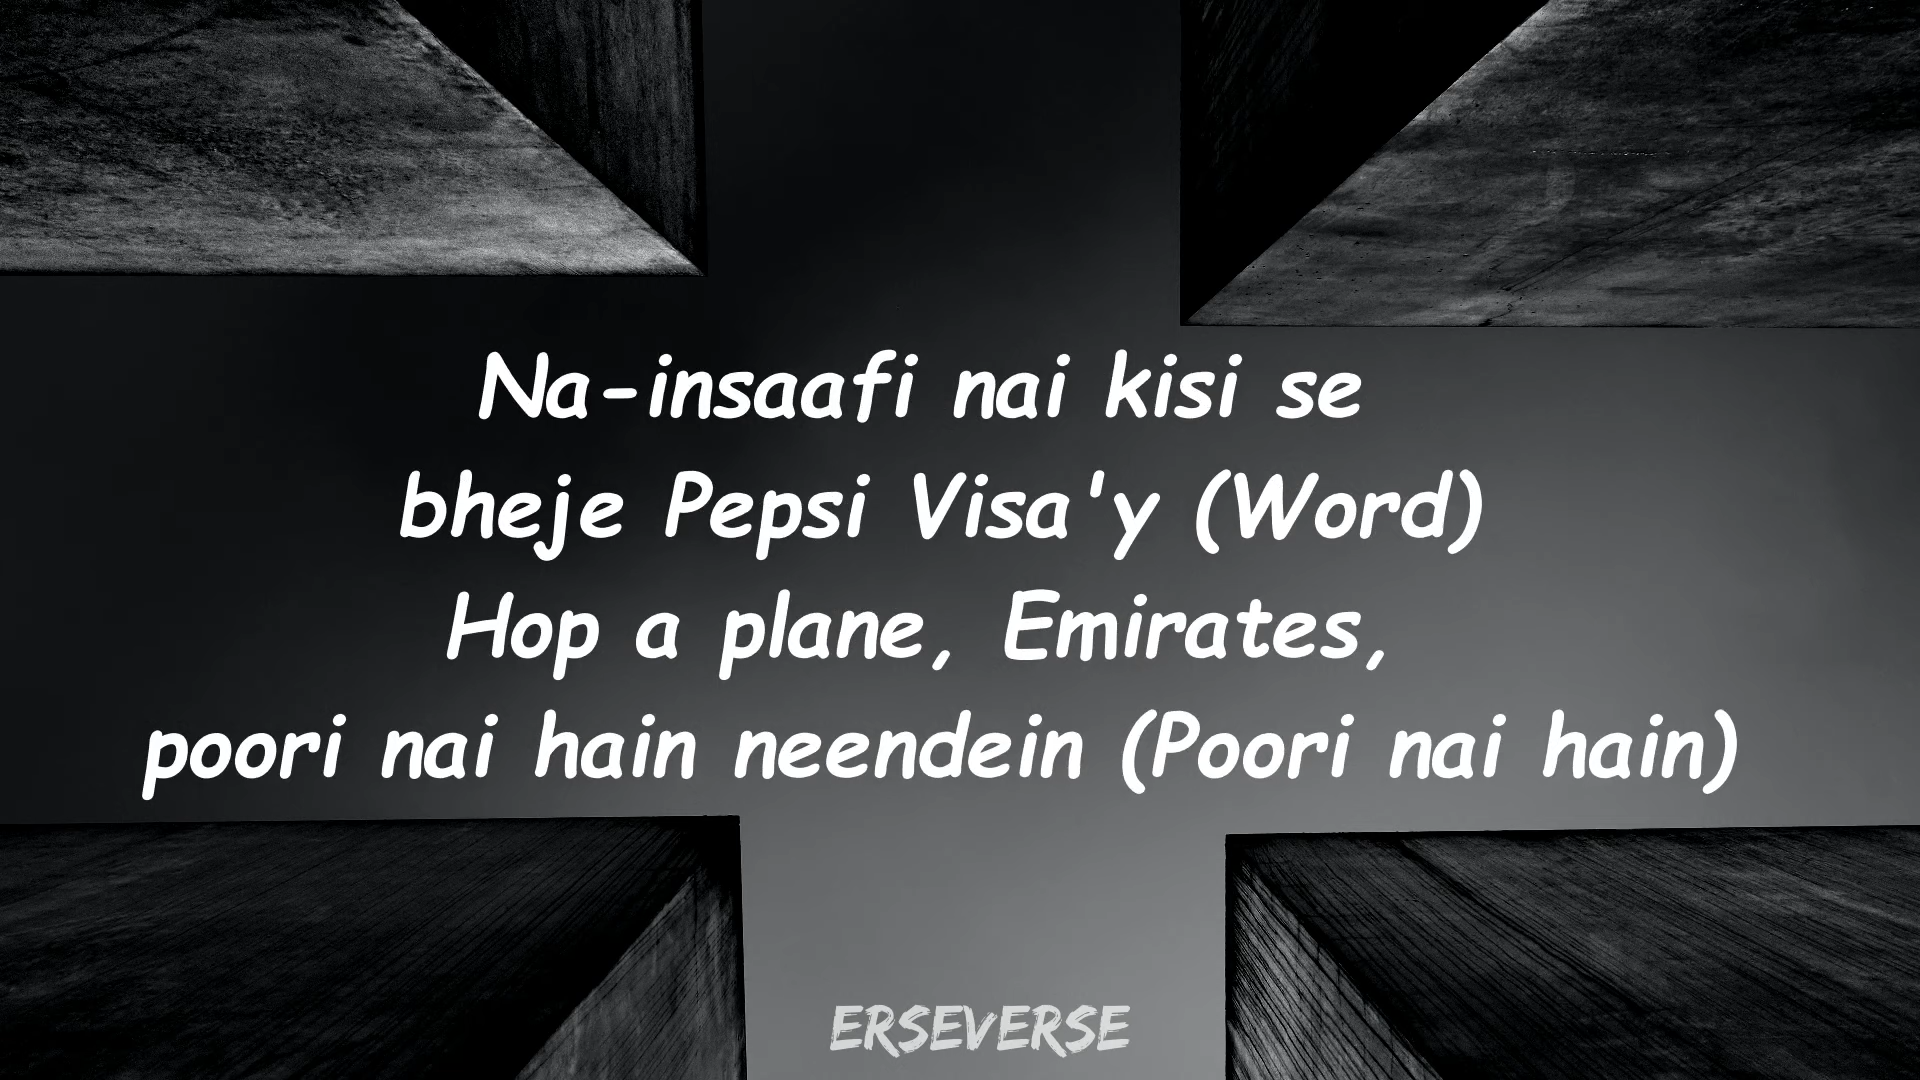 Na-insaafi nai kisi se
bheje Pepsi Visa'y (Word)
Hop a plane, Emirates,
poori nai hain neendein (Poori nai hain)
ERSEVERSE